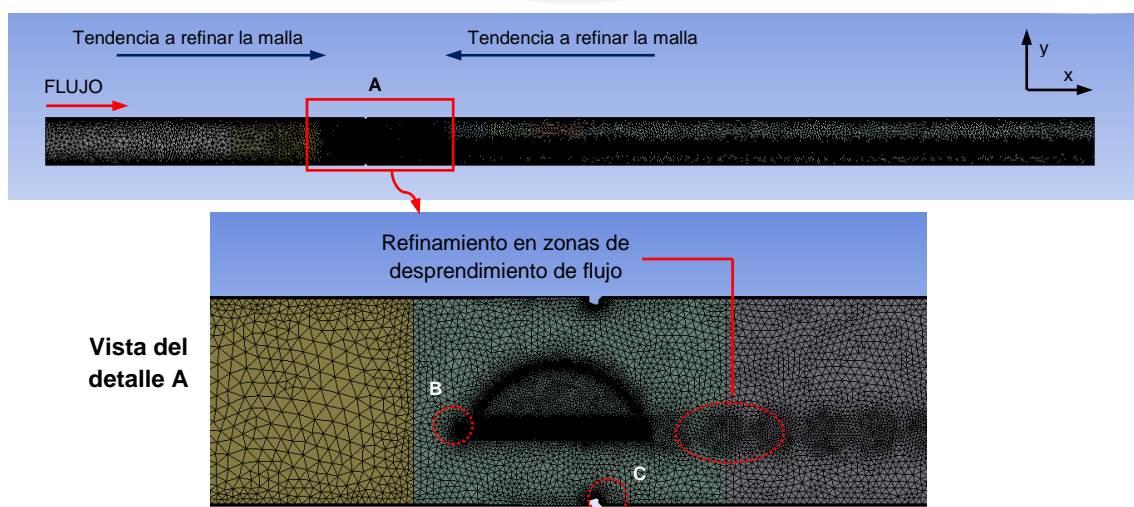 Tendencia a refinar la malla
Tendencia a refinar la malla
y
x
FLUJO
A
Refinamiento en zonas de
desprendimiento de flujo
Vista del
detalle A
B
C